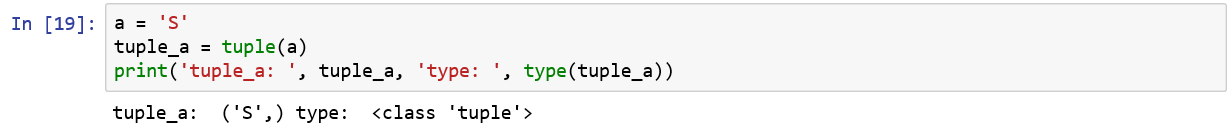 In [19]: a = 'S'
tuple_a = tuple(a)
print('tuple_a: ', tuple_a, 'type: ', type(tuple_a))
tuple_a:  ('S',) type:  <class 'tuple'>